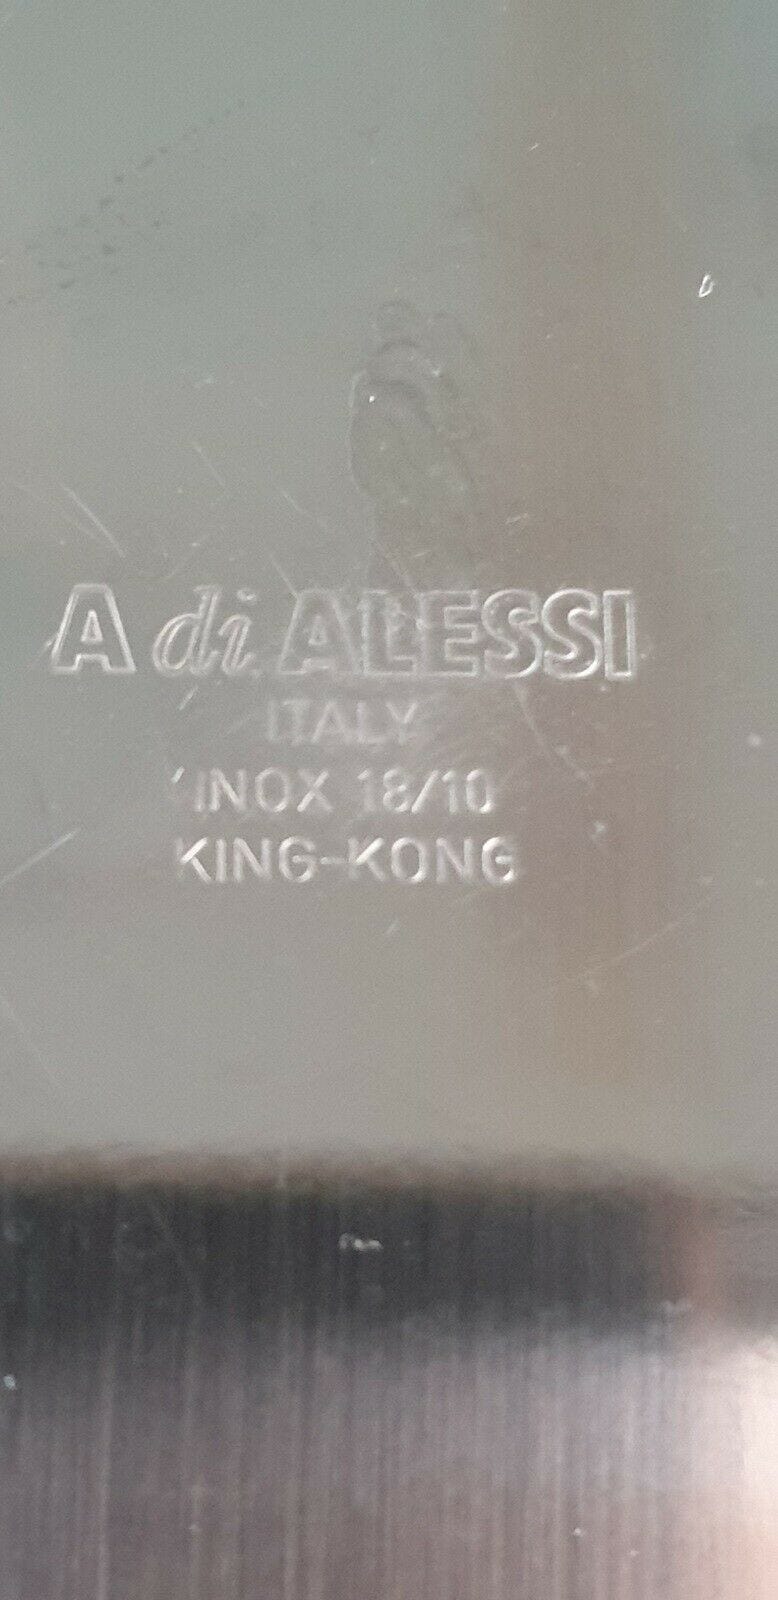 A di ALESSI
ITALY
INOX 18/10
KING-KONG